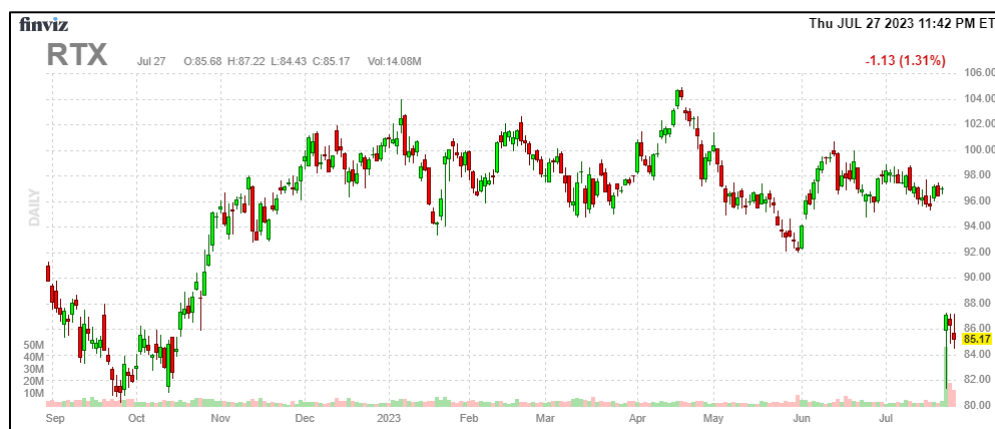 finviz
Thu JUL 27 2023 11:42 PM ET
RTX
Jul 27 O:85.68 H:87.22 L:84.43 C:85.17 Vol:14.08M
-1.13 (1.31%)
DAILY
106.00
104.00
102.00
100.00
98.00
96.00
94.00
92.00
90.00
88.00
86.00
85.17
84.00
82.00
80.00
50M
40M
30M
20M
10M
Sep Oct Nov Dec 2023 Feb Mar Apr May Jun Jul